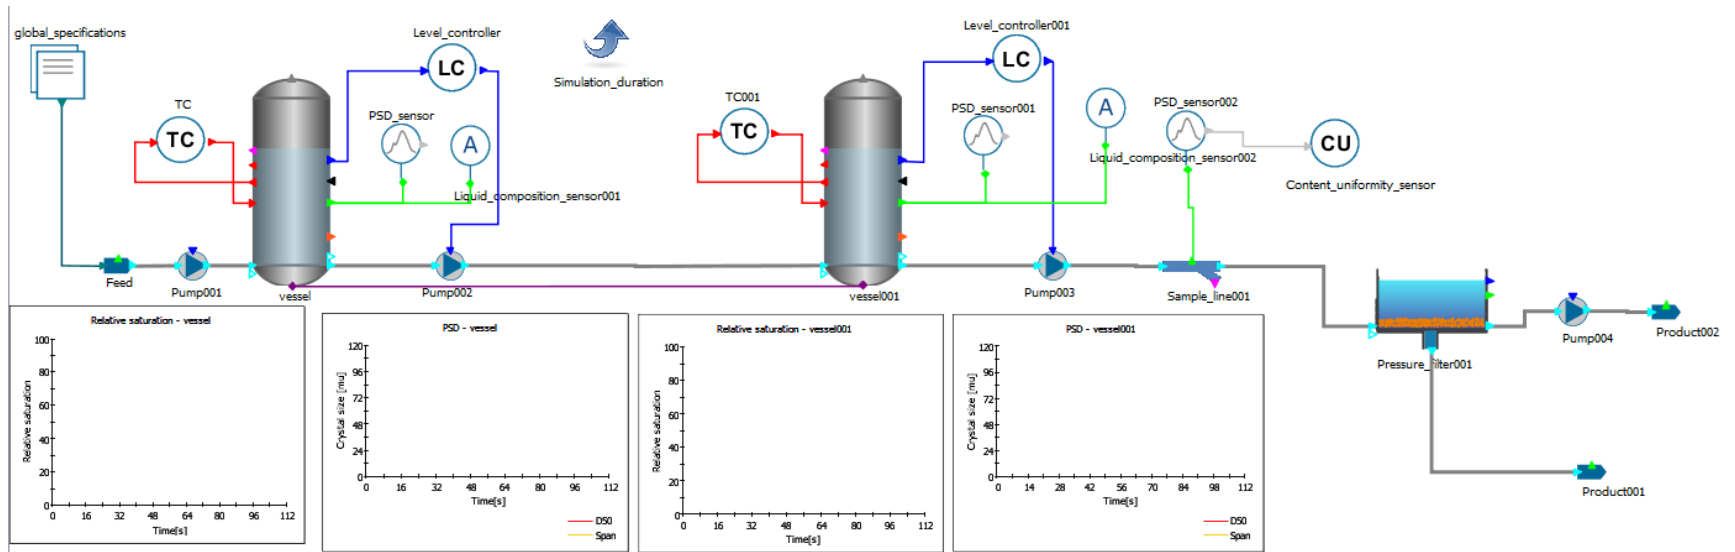 global_specifications
Level_controller
LC
Simulation_duration
Level_controller001
LC
TC
TC
PSD_sensor
A
Liquid_composition_sensor001
TC001
TC
PSD_sensor001
A
PSD_sensor002
Liquid_composition_sensor002
CU
Content_uniformity_sensor
Feed
Pump001
vessel
Pump002
vessel001
Pump003
Sample_line001
Pressure_filter001
Pump004
Product002
Product001
Relative saturation - vessel
Relative saturation
100
80
60
40
20
0
0 16 32 48 64 80 96 112
Time[s]
PSD - vessel
Crystal size [mu]
120
96
72
48
24
0
0 16 32 48 64 80 96 112
Time[s]
D50
Span
Relative saturation - vessel001
Relative saturation
100
80
60
40
20
0
0 16 32 48 64 80 96 112
Time[s]
PSD - vessel001
Crystal size [mu]
120
96
72
48
24
0
0 14 28 42 56 70 84 98 112
Time[s]
D50
Span